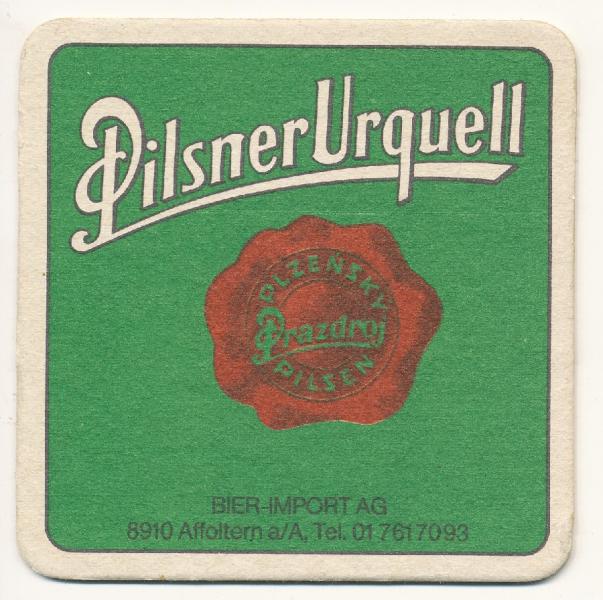 Pilsner Urquell
PLZEŇSKÝ
Prazdroj
PILSEN
BIER-IMPORT AG
8910 Affoltern a/A, Tel. 01 7617093